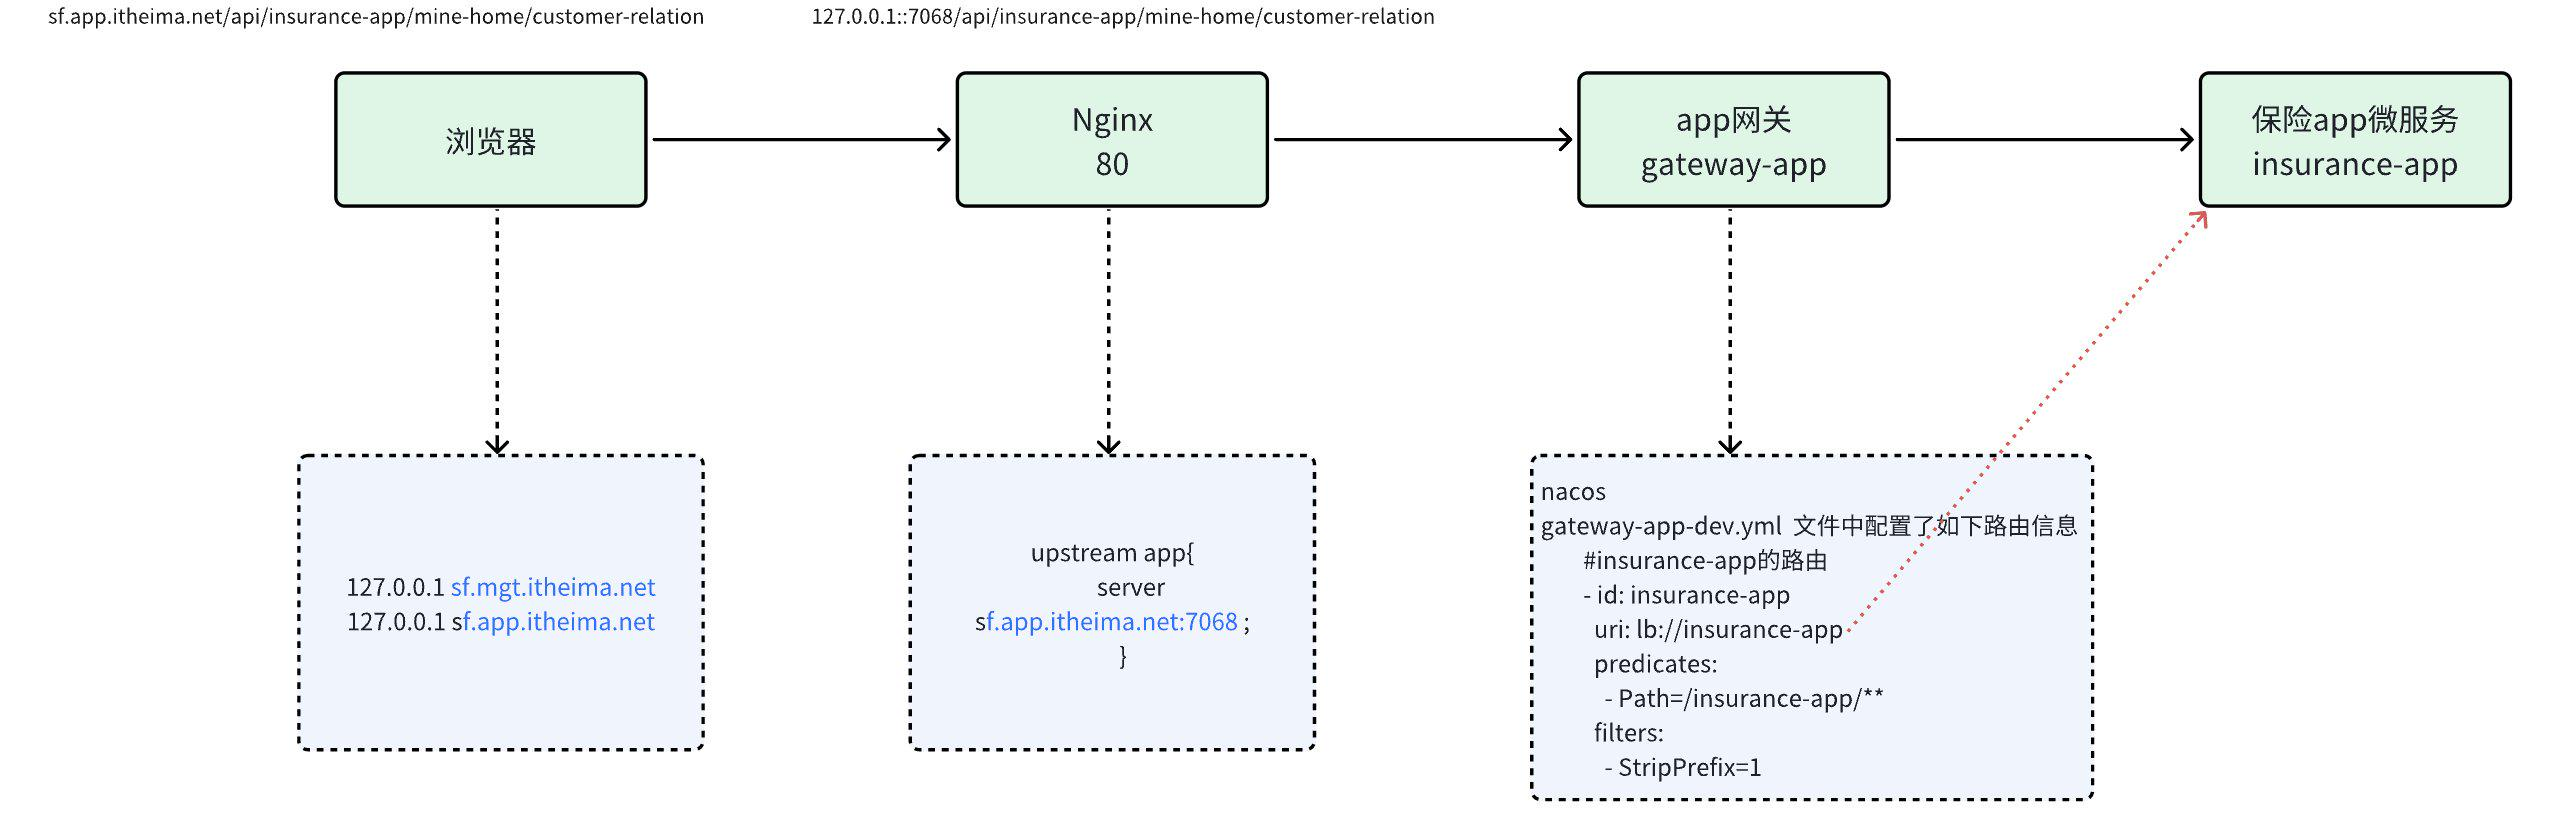 sf.app.itheima.net/api/insurance-app/mine-home/customer-relation
127.0.0.1::7068/api/insurance-app/mine-home/customer-relation
浏览器
Nginx
80
app网关
gateway-app
保险app微服务
insurance-app
127.0.0.1 sf.mgt.itheima.net
127.0.0.1 sf.app.itheima.net
upstream app{
server
sf.app.itheima.net:7068 ;
}
nacos
gateway-app-dev.yml 文件中配置了如下路由信息
#insurance-app的路由
- id: insurance-app
uri: lb://insurance-app
predicates:
- Path=/insurance-app/**
filters:
- StripPrefix=1